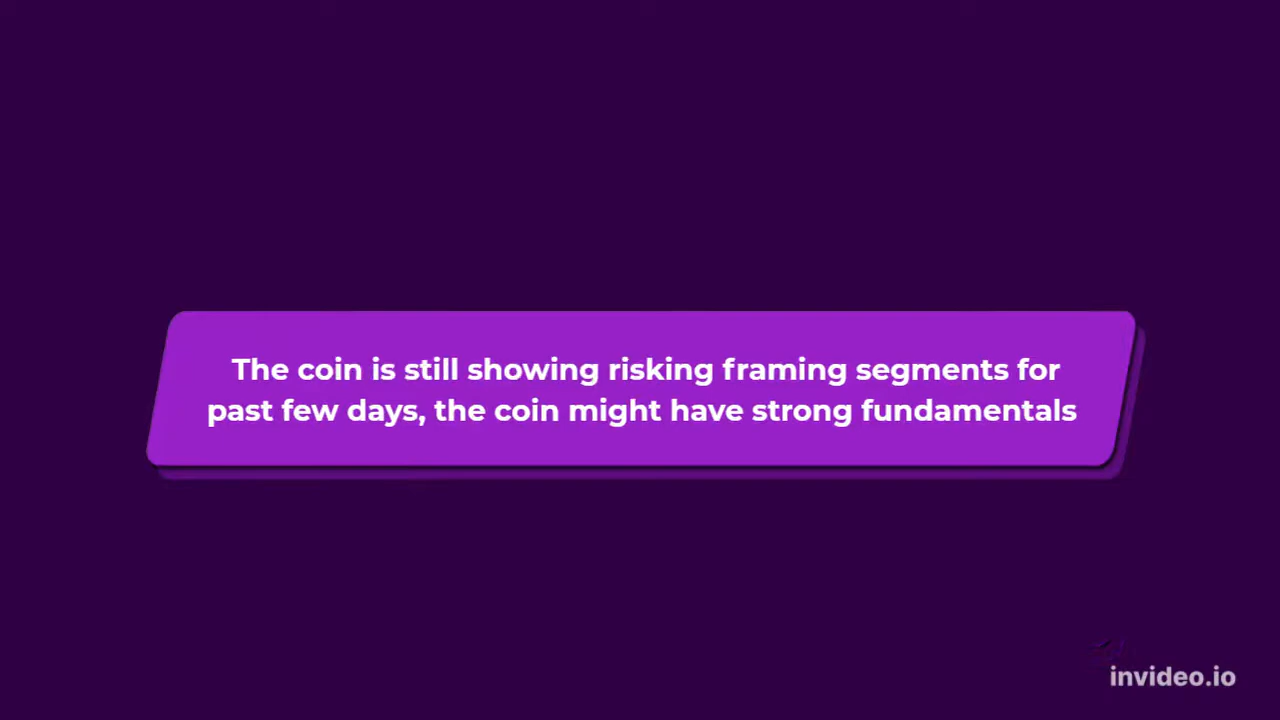 The coin is still showing risking framing segments for
past few days, the coin might have strong fundamentals
invideo.io